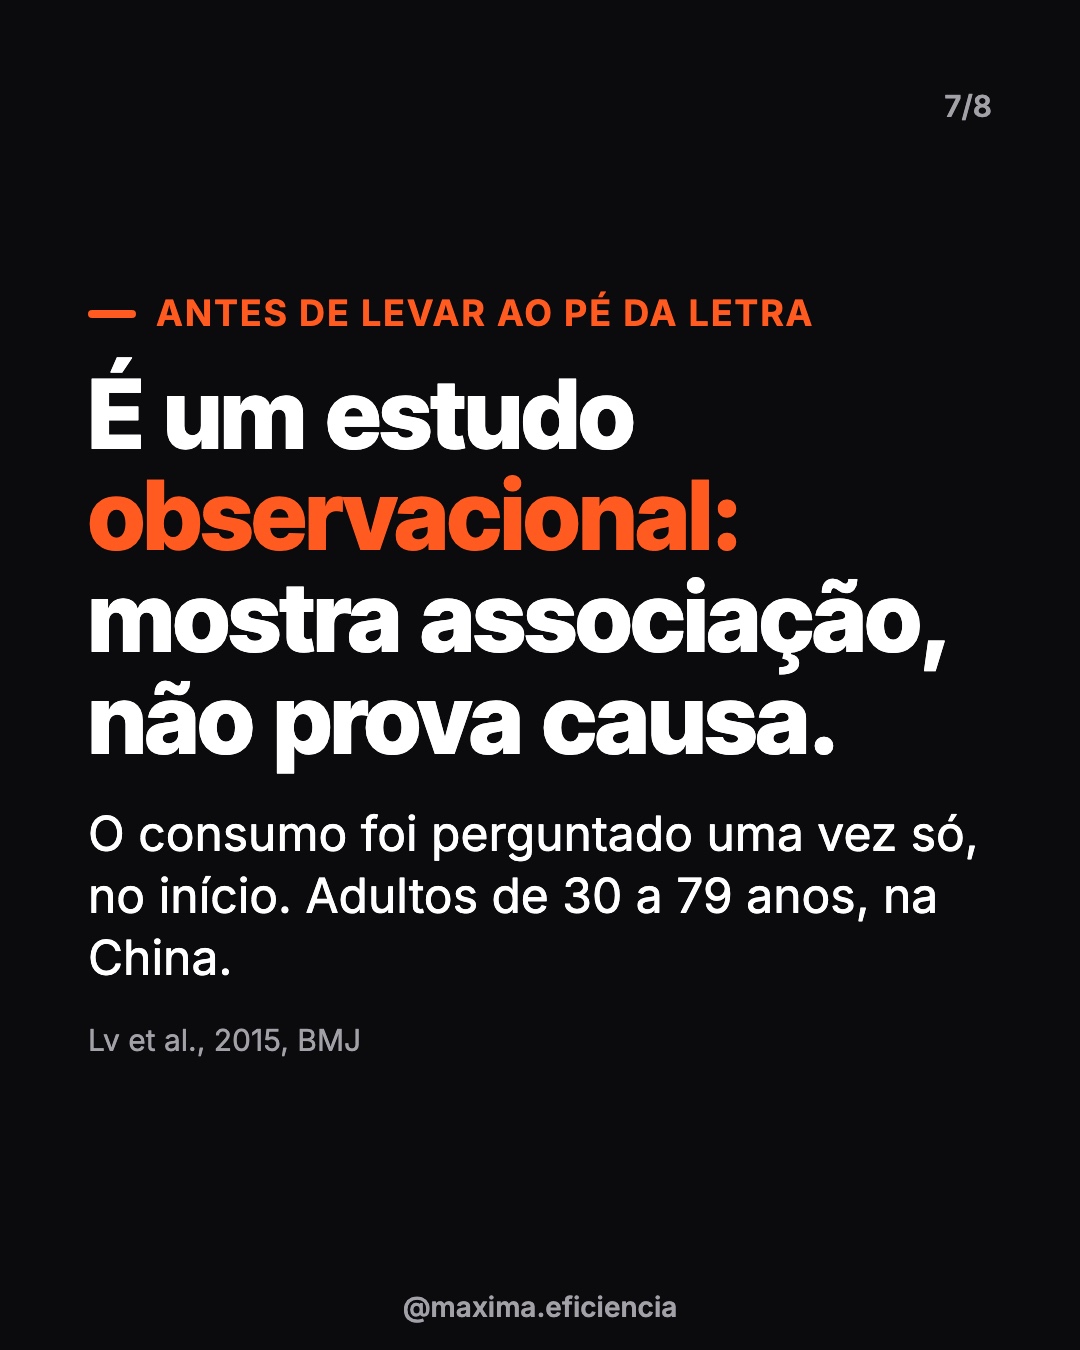 7/8
ANTES DE LEVAR AO PÉ DA LETRA
É um estudo
observacional:
mostra associação,
não prova causa.
O consumo foi perguntado uma vez só,
no início. Adultos de 30 a 79 anos, na
China.
Lv et al., 2015, BMJ
@maxima.eficiencia